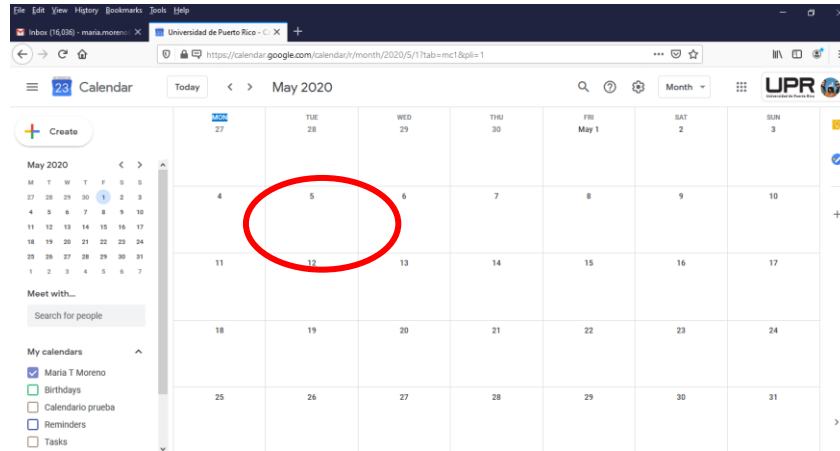 File Edit View History Bookmarks Tools Help
Inbox (16,036) - maria.moreno
Universidad de Puerto Rico - C
https://calendar.google.com/calendar/r/month/2020/5/1?tab=mc1&pli=1
23 Calendar Today May 2020 Month UPR
Create
May 2020
M T W T F S S
27 28 29 30 1 2 3
4 5 6 7 8 9 10
11 12 13 14 15 16 17
18 19 20 21 22 23 24
25 26 27 28 29 30 31
1 2 3 4 5 6 7
Meet with...
Search for people
My calendars
Maria T Moreno
Birthdays
Calendario prueba
Reminders
Tasks
MON TUE WED THU FRI SAT SUN
27 28 29 30 May 1 2 3
4 5 6 7 8 9 10
11 12 13 14 15 16 17
18 19 20 21 22 23 24
25 26 27 28 29 30 31